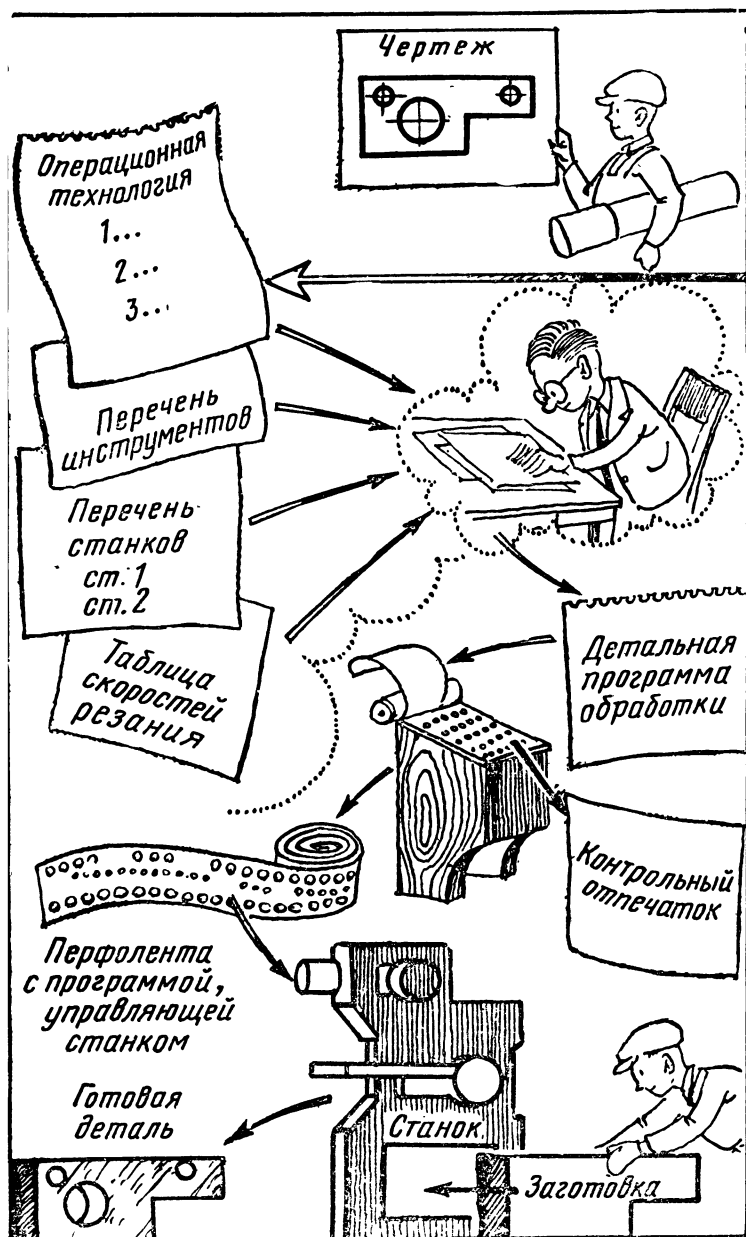 Чертеж
Операционная
технология
1...
2...
3...
Перечень
инструментов
Перечень
станков
ст. 1
ст. 2
Таблица
скоростей
резания
Детальная
программа
обработки
Контрольный
отпечаток
Перфолента
с программой,
управляющей
станком
Готовая
деталь
Станок
Заготовка